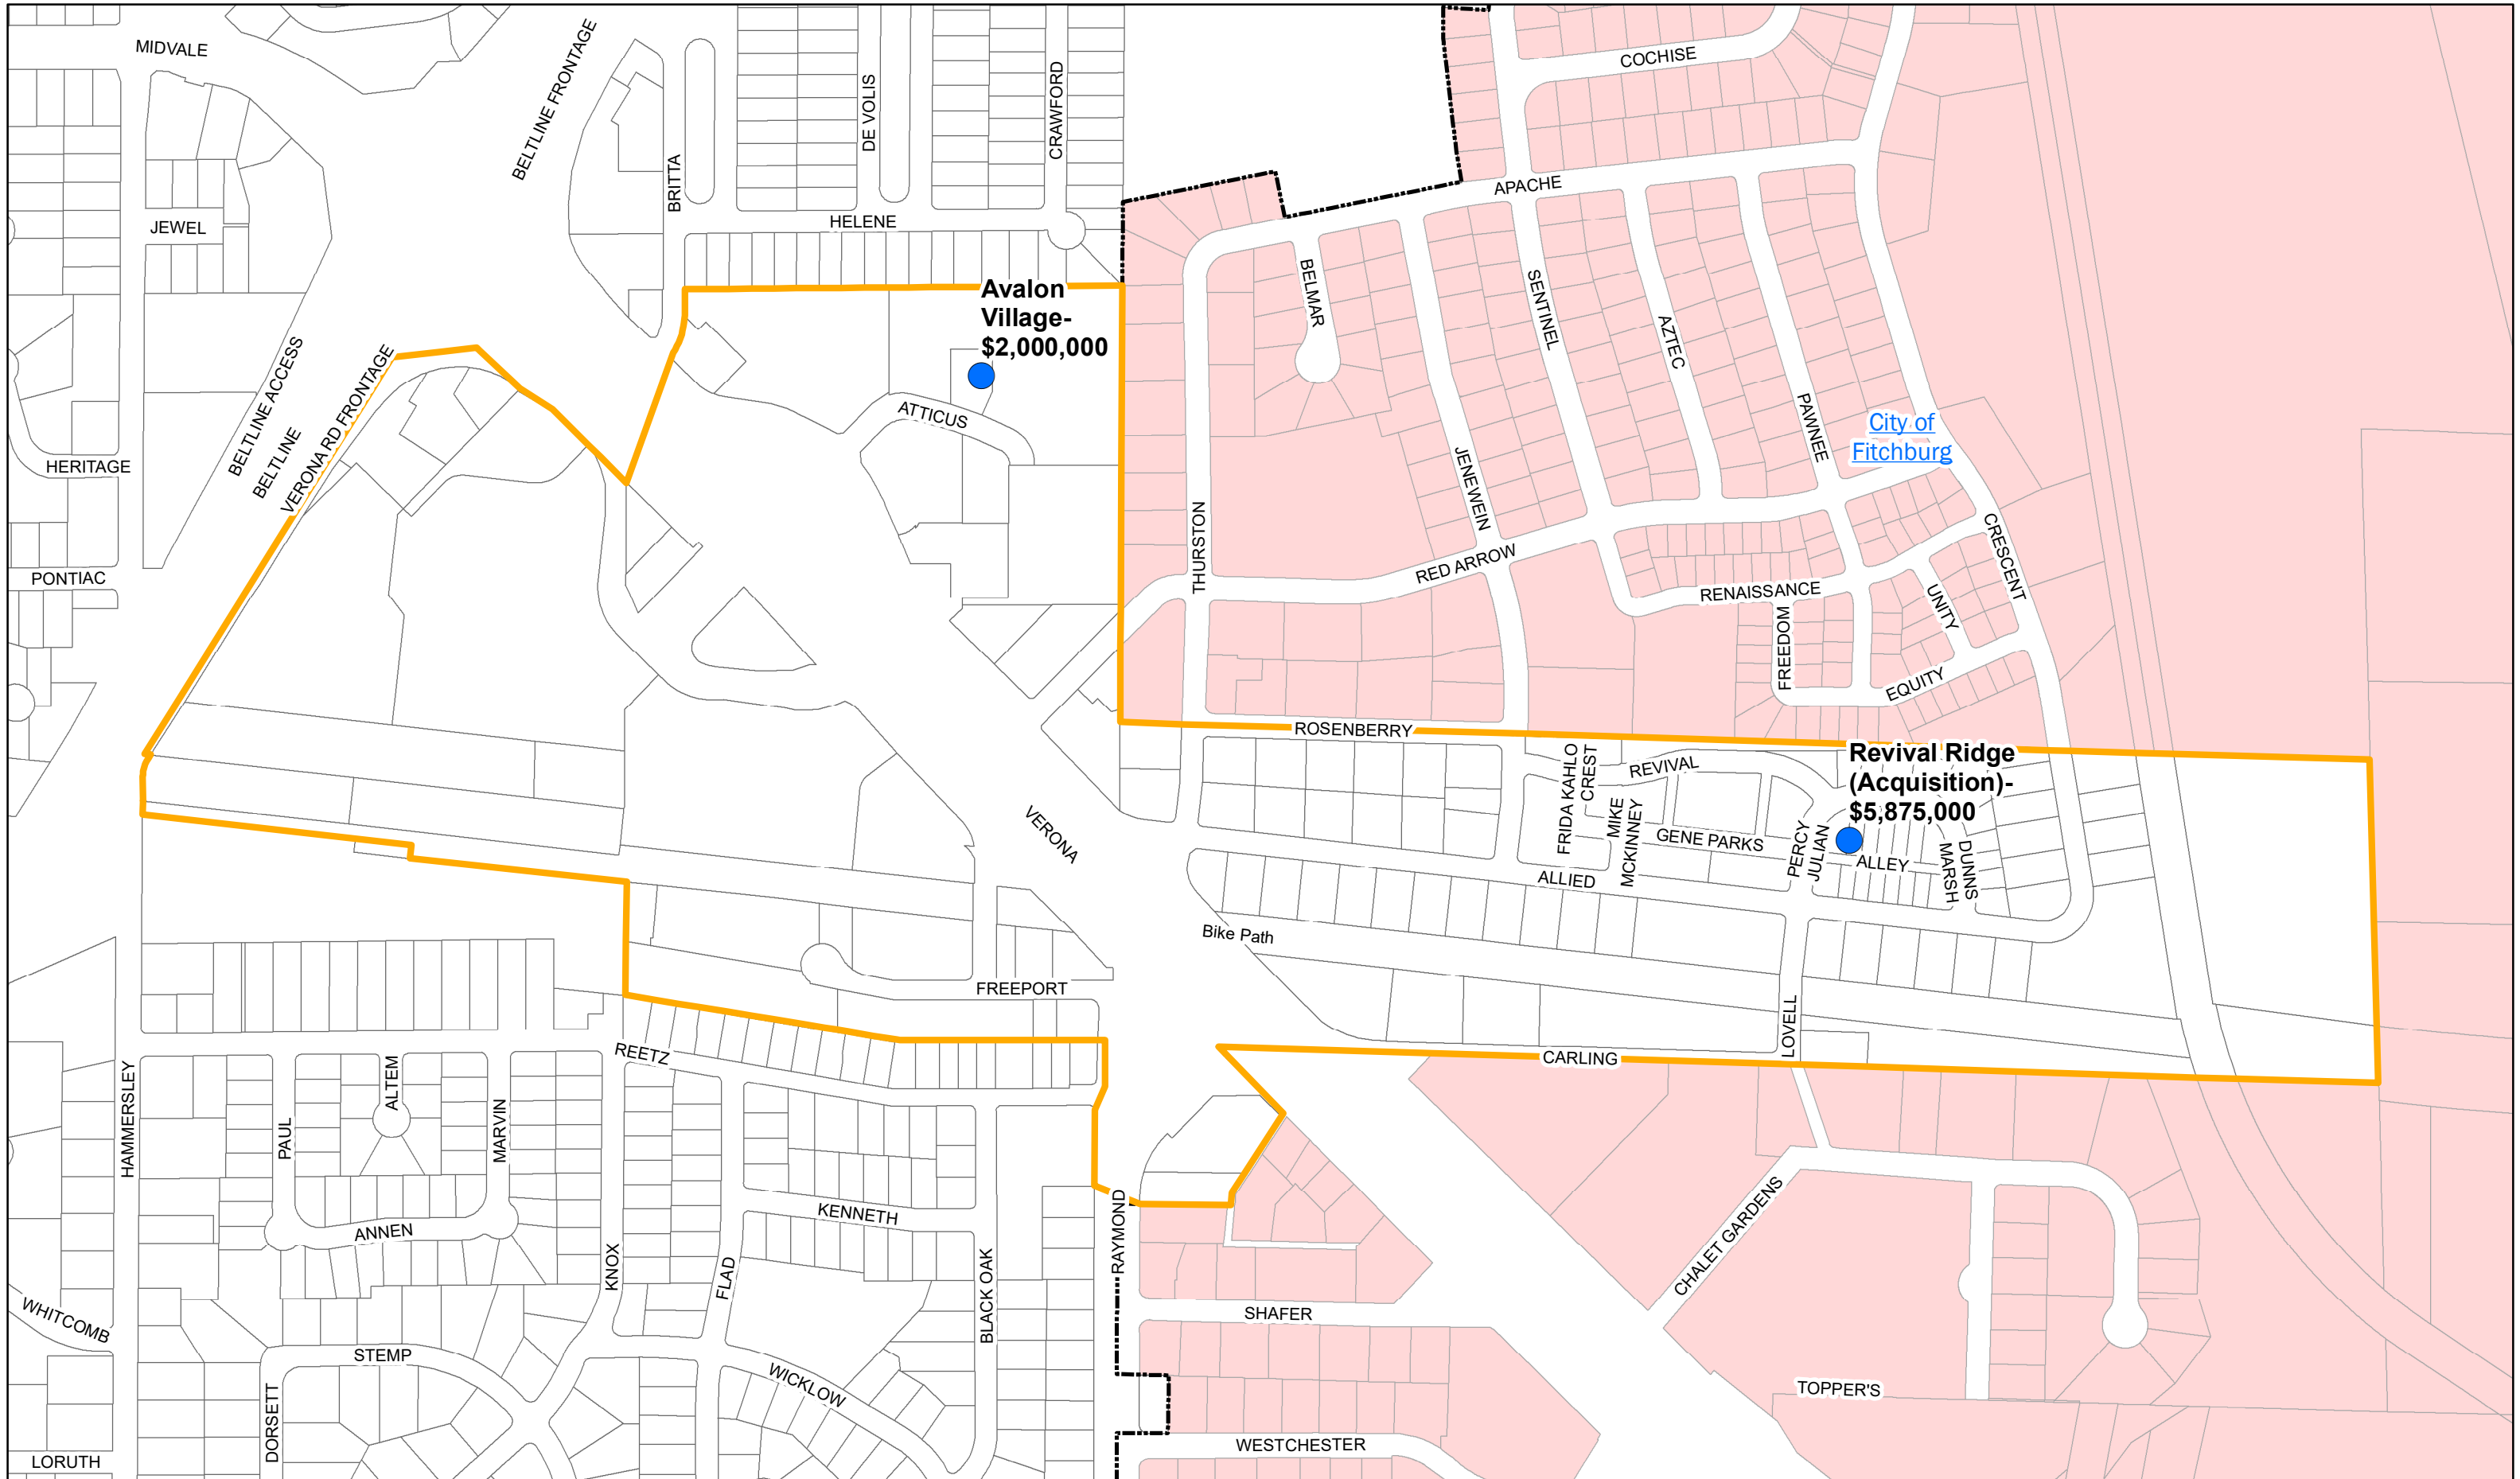 MIDVALE
BELTLINE FRONTAGE
DE VOLIS
CRAWFORD
COCHISE
BRITTA
APACHE
JEWEL
HELENE
BELMAR
SENTINEL
Avalon
Village-
$2,000,000
AZTEC
BELTLINE ACCESS
VERONA RD FRONTAGE
ATTICUS
PAWNEE
City of
Fitchburg
HERITAGE
BELTLINE
JENEWEIN
THURSTON
CRESCENT
PONTIAC
RED ARROW
RENAISSANCE
UNITY
FREEDOM
EQUITY
ROSENBERRY
Revival Ridge
(Acquisition)-
$5,875,000
FRIDA KAHLO
CREST
REVIVAL
VERONA
MIKE
MCKINNEY
GENE PARKS
PERCY
JULIAN
ALLEY
DUNNS
MARSH
ALLIED
Bike Path
FREEPORT
LOVELL
REETZ
CARLING
HAMMERSLEY
PAUL
ALTEM
MARVIN
ANNEN
KENNETH
RAYMOND
KNOX
FLAD
BLACK OAK
CHALET GARDENS
WHITCOMB
SHAFER
STEMP
WICKLOW
TOPPER'S
DORSETT
WESTCHESTER
LORUTH